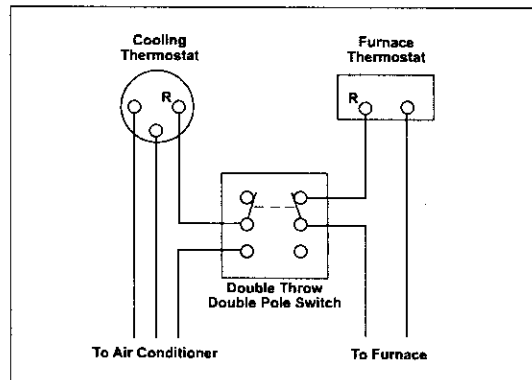 Cooling
Thermostat
Furnace
Thermostat
R
R
Double Throw
Double Pole Switch
To Air Conditioner
To Furnace